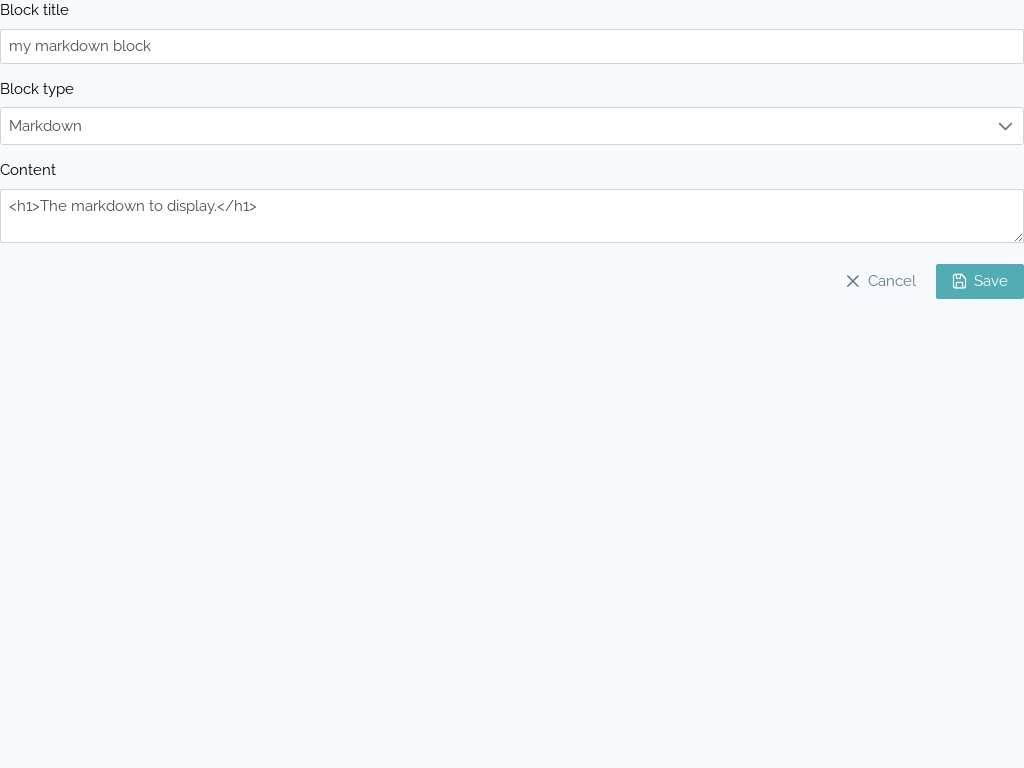 Block title
my markdown block
Block type
Markdown
Content
<h1>The markdown to display.</h1>
Cancel
Save